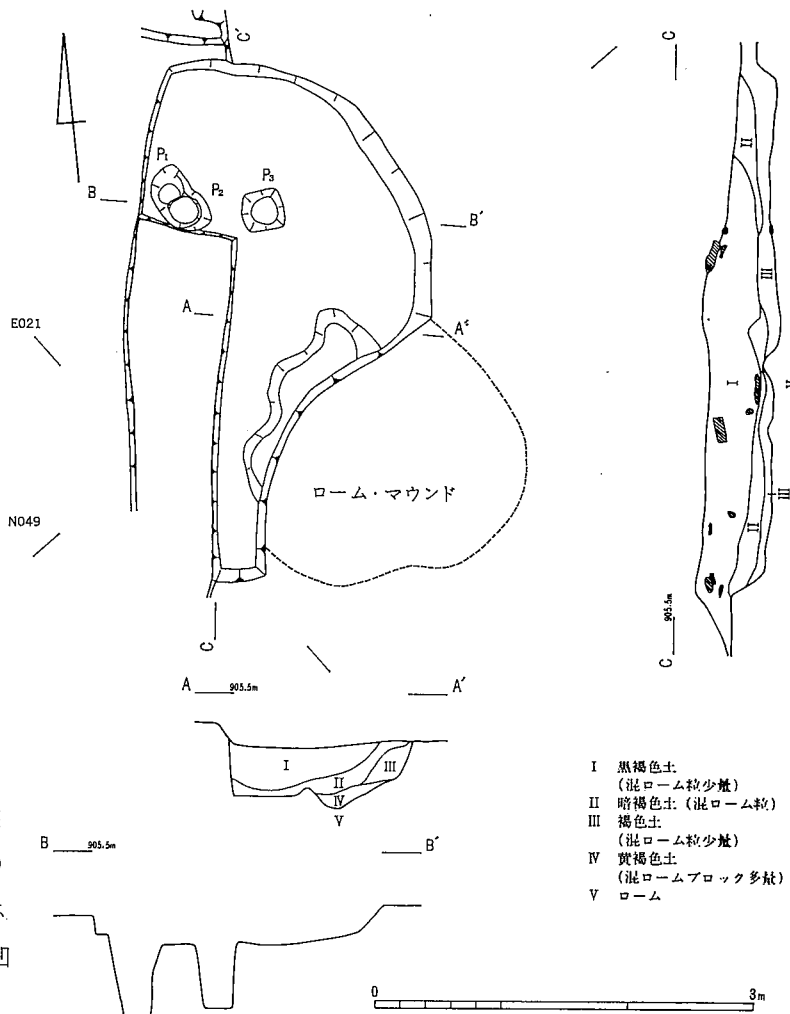 C′
P₁
P₂
P₃
B
B′
A
A′
E021
N049
ローム・マウンド
C
C
II
III
I
V
II
III
905.5m
C
A 905.5m A′
I
II
III
IV
V
B 905.5m B′
I 黒褐色土
(混ローム粒少量)
II 暗褐色土 (混ローム粒)
III 褐色土
(混ローム粒少量)
IV 黄褐色土
(混ロームブロック多量)
V ローム
0 3m